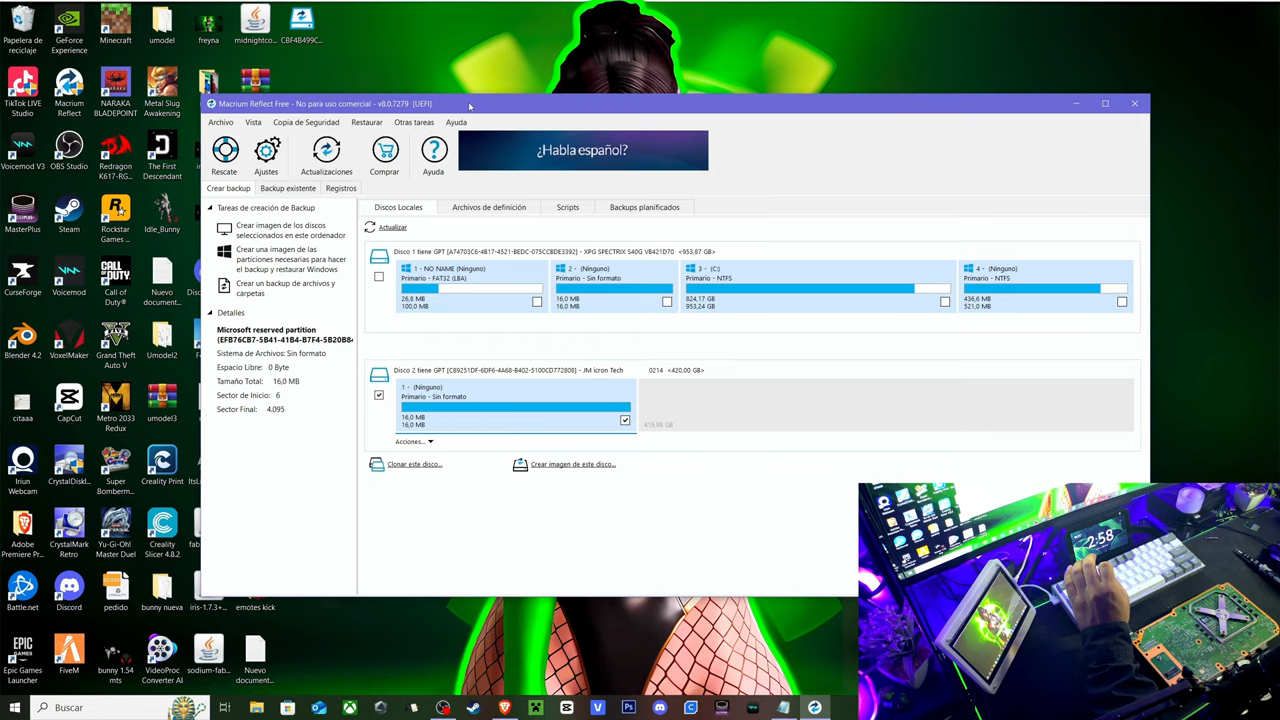 Papelera de
reciclaje
GeForce
Experience
Minecraft
umodel
freyna
midnightco...
CBF4B499C...
TikTok LIVE
Studio
Macrium
Reflect
NARAKA
BLADEPOINT
Metal Slug
Awakening
Macrium Reflect Free - No para uso comercial - v8.0.7279 [UEFI]
Archivo
Vista
Copia de Seguridad
Restaurar
Otras tareas
Ayuda
¿Habla español?
Rescate
Ajustes
Actualizaciones
Comprar
Ayuda
Crear backup
Backup existente
Registros
Tareas de creación de Backup
Crear imagen de los discos
seleccionados en este ordenador
Crear una imagen de las
particiones necesarias para hacer
el backup y restaurar Windows
Crear un backup de archivos y
carpetas
Detalles
Microsoft reserved partition
(EFB76CB7-5B41-41B4-B7F4-5B20B84
Sistema de Archivos: Sin formato
Espacio Libre: 0 Byte
Tamaño Total: 16,0 MB
Sector de Inicio: 6
Sector Final: 4.095
Discos Locales
Archivos de definición
Scripts
Backups planificados
Actualizar
Disco 1 tiene GPT [A74703C6-4B17-4521-BEDC-075CCBDE3392] - XPG SPECTRIX S40G VB421D70 <953,87 GB>
1 - NO NAME (Ninguno)
Primario - FAT32 (LBA)
26,8 MB
100,0 MB
2 - (Ninguno)
Primario - Sin formato
16,0 MB
16,0 MB
3 - (C:)
Primario - NTFS
824,17 GB
953,24 GB
4 - (Ninguno)
Primario - NTFS
436,6 MB
521,0 MB
Disco 2 tiene GPT [C89251DF-6DF6-4A68-B402-5100CD772808] - JM icron Tech 0214 <420,00 GB>
1 - (Ninguno)
Primario - Sin formato
16,0 MB
16,0 MB
419,98 GB
Acciones...
Clonar este disco...
Crear imagen de este disco...
Voicemod V3
OBS Studio
Redragon
K617-RG...
The First
Descendant
MasterPlus
Steam
Rockstar
Games ...
Idle_Bunny
CurseForge
Voicemod
Call of
Duty®
Nuevo
document...
Blender 4.2
VoxelMaker
Grand Theft
Auto V
Umodel2
citaaa
CapCut
Metro 2033
Redux
umodel3
Iriun
Webcam
CrystalDiskI...
Super
Bomberm...
Creality Print
Adobe
Premiere Pr...
CrystalMark
Retro
Yu-Gi-Oh!
Master Duel
Creality
Slicer 4.8.2
Battle.net
Discord
pedido
bunny nueva
iris-1.7.3+...
emotes kick
Epic Games
Launcher
FiveM
bunny 1.54
mts
VideoProc
Converter AI
sodium-fab...
Nuevo
document...
2:58
Buscar